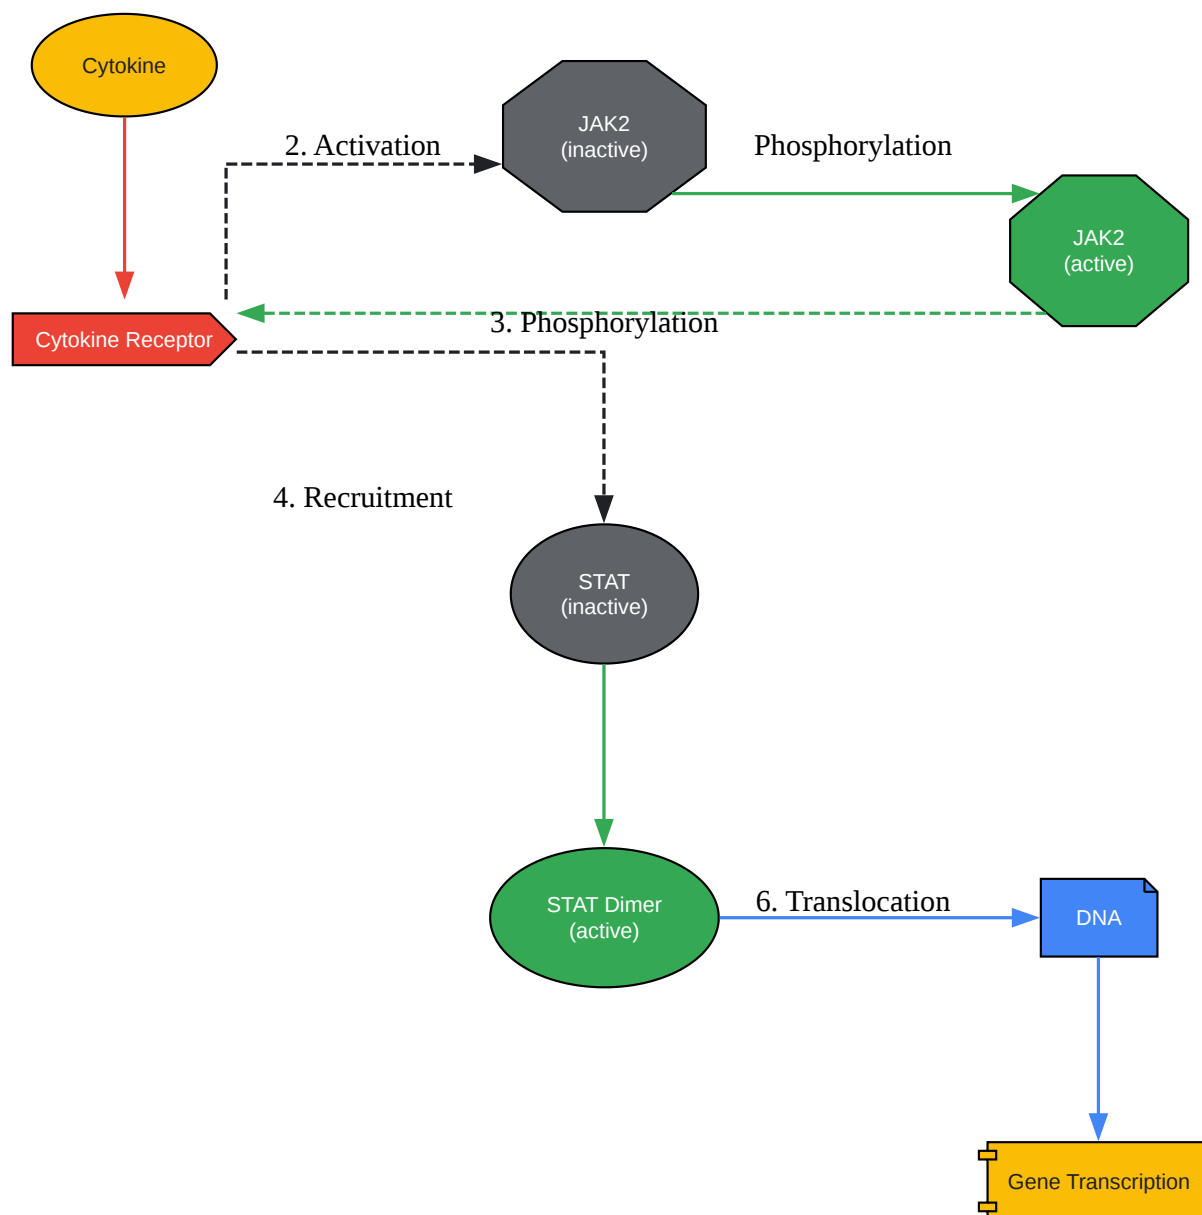 Cytokine
2. Activation
JAK2
(inactive)
Phosphorylation
JAK2
(active)
3. Phosphorylation
Cytokine Receptor
4. Recruitment
STAT
(inactive)
STAT Dimer
(active)
6. Translocation
DNA
Gene Transcription